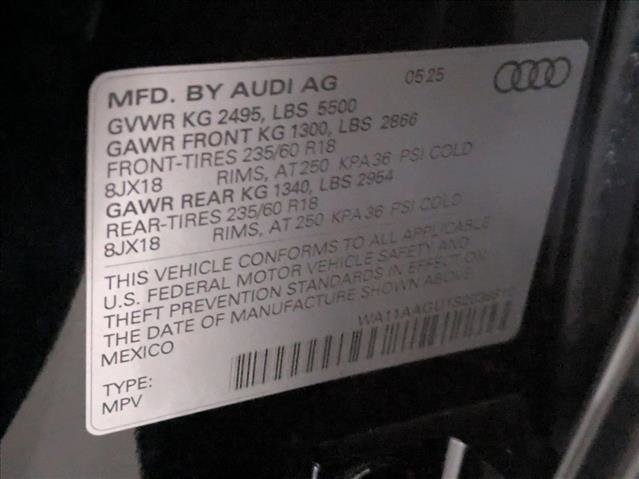 MFD. BY AUDI AG 05 25
GVWR KG 2495, LBS 5500
GAWR FRONT KG 1300, LBS 2866
FRONT-TIRES 235/60 R18
8JX18 RIMS, AT 250 KPA 36 PSI COLD
GAWR REAR KG 1340, LBS 2954
REAR-TIRES 235/60 R18
8JX18 RIMS, AT 250 KPA 36 PSI COLD
THIS VEHICLE CONFORMS TO ALL APPLICABLE
U.S. FEDERAL MOTOR VEHICLE SAFETY AND
THEFT PREVENTION STANDARDS IN EFFECT ON
THE DATE OF MANUFACTURE SHOWN ABOVE
MEXICO
TYPE:
MPV